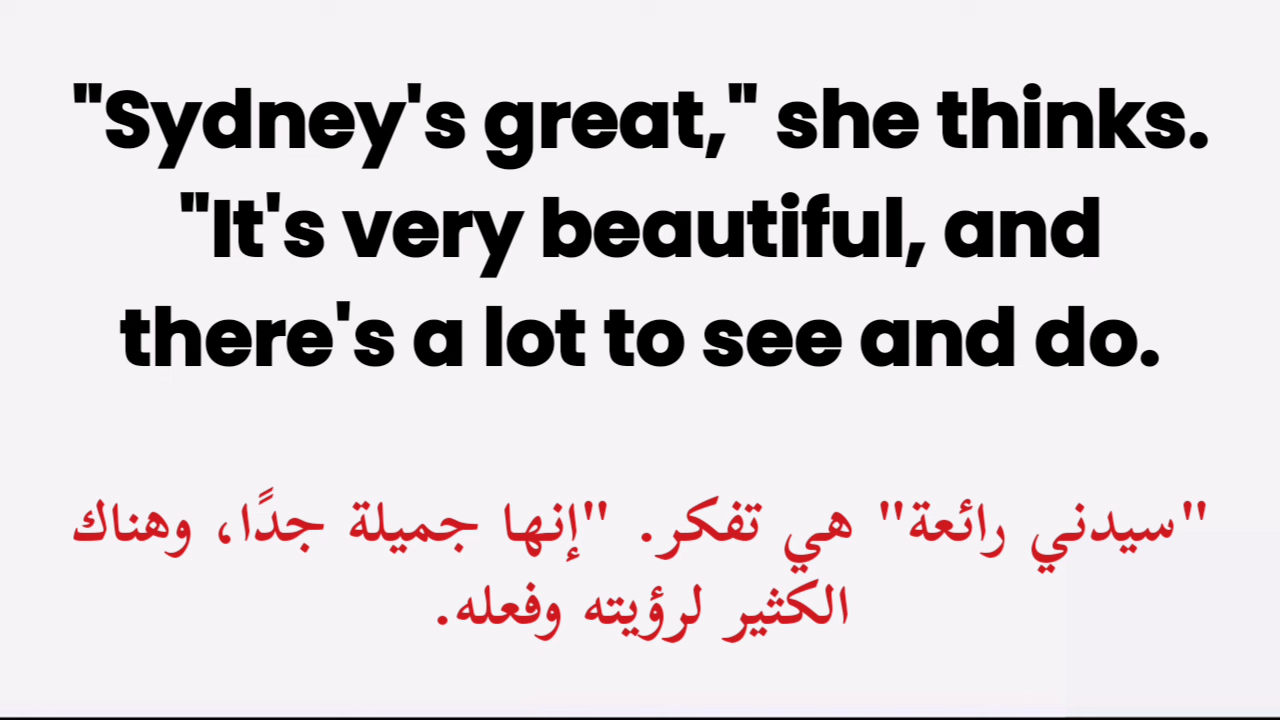 "Sydney's great," she thinks.
"It's very beautiful, and
there's a lot to see and do.
"سيدني رائعة" هي تفكر. "إنها جميلة جدًا، وهناك
الكثير لرؤيته وفعله.